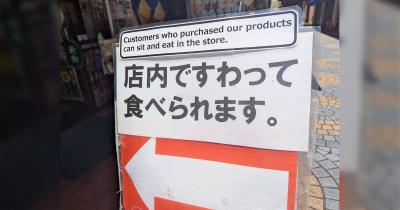 Customers who purchased our products
can sit and eat in the store.
店内ですわって
食べられます。